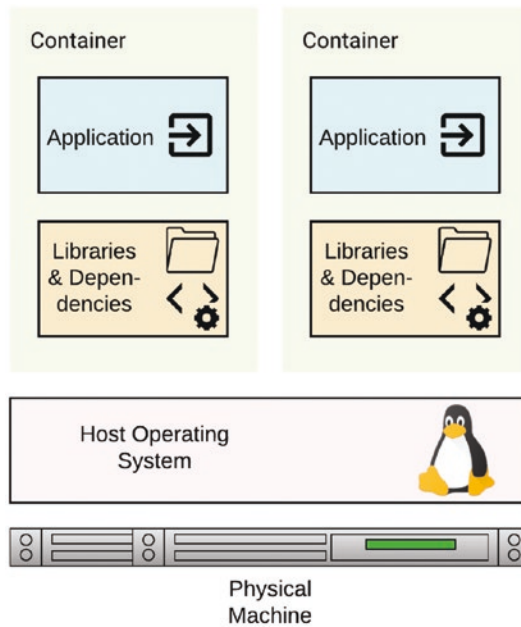 Container
Application
Libraries
& Depen-
dencies
Container
Application
Libraries
& Depen-
dencies
Host Operating
System
Physical
Machine